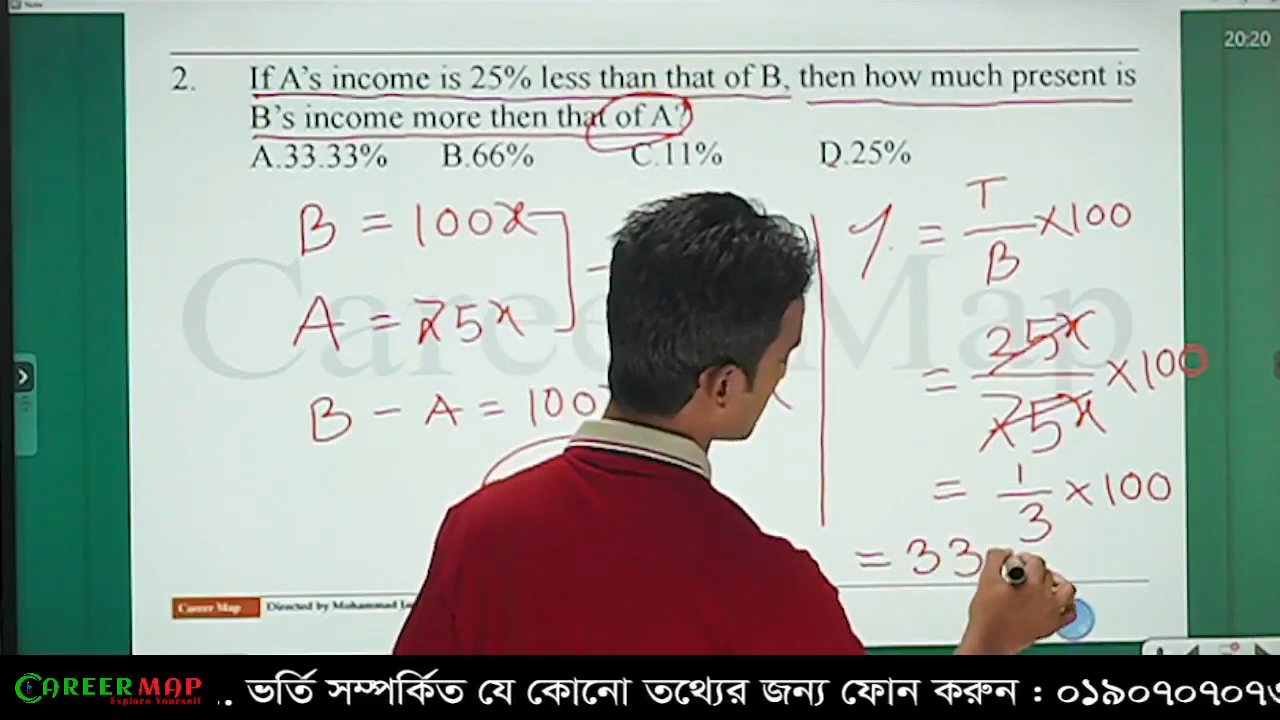 20:20
2. If A's income is 25% less than that of B, then how much present is
B's income more then that of A?
A.33.33% B.66% C.11% D.25%
B = 100x
A = 75x
B - A = 100
% = T/B ×100
= 25x/75x ×100
= 1/3 ×100
= 33
Career Map
Career Map Directed by Mohammad
CAREER MAP
Explore Yourself
.. ভর্তি সম্পর্কিত যে কোনো তথ্যের জন্য ফোন করুন : ০১৯০৭০৭০৭